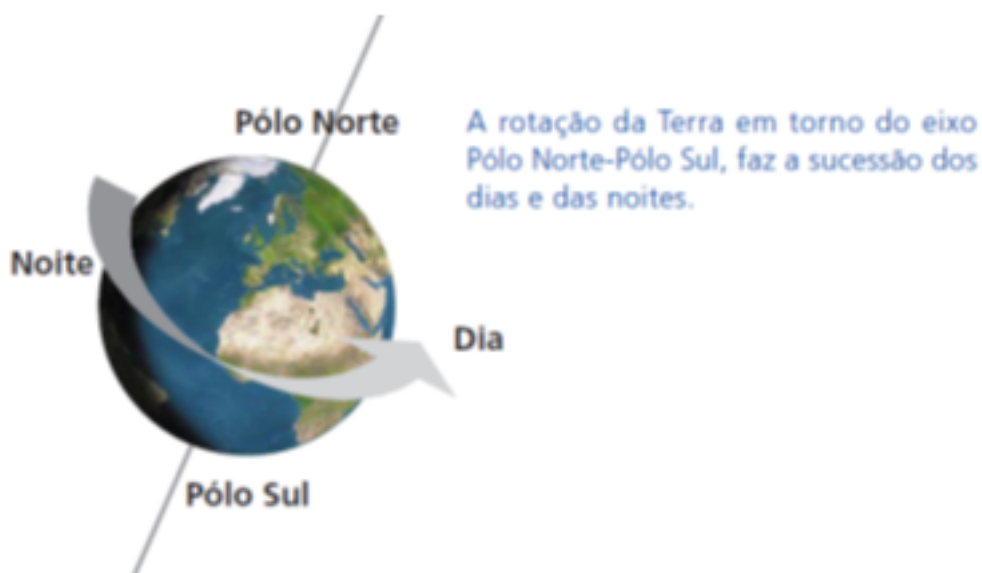 Pólo Norte
A rotação da Terra em torno do eixo
Pólo Norte-Pólo Sul, faz a sucessão dos
dias e das noites.
Noite
Dia
Pólo Sul